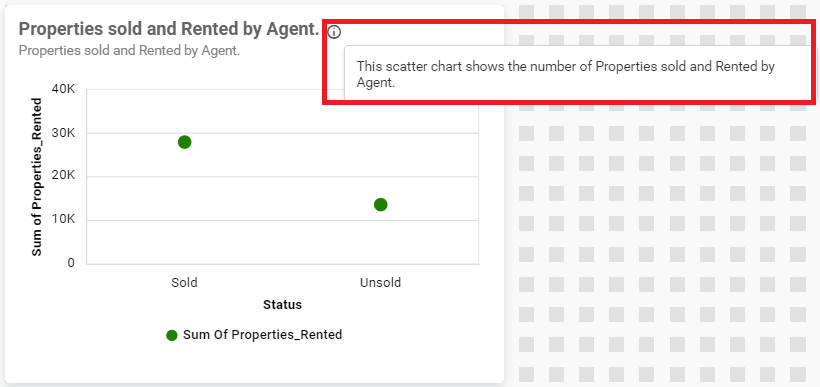 Properties sold and Rented by Agent.
Properties sold and Rented by Agent.
This scatter chart shows the number of Properties sold and Rented by
Agent.
Sum of Properties_Rented
40K
30K
20K
10K
0
Sold
Unsold
Status
Sum Of Properties_Rented